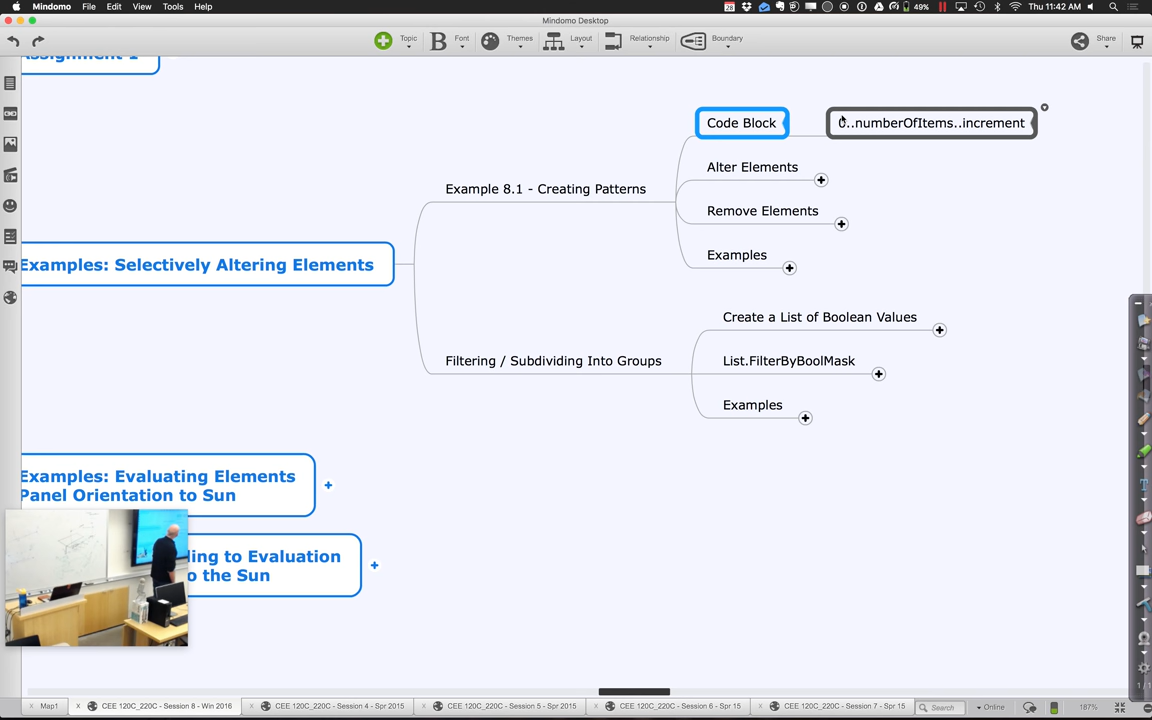 Mindomo File Edit View Tools Help
28
49%
Thu 11:42 AM
Mindomo Desktop
Topic
B Font
Themes
Layout
Relationship
Boundary
Share
Assignment 1
Code Block
0..numberOfItems..increment
Alter Elements
Example 8.1 - Creating Patterns
Remove Elements
Examples
Examples: Selectively Altering Elements
Create a List of Boolean Values
Filtering / Subdividing Into Groups
List.FilterByBoolMask
Examples
Examples: Evaluating Elements
Panel Orientation to Sun
ing to Evaluation
o the Sun
Map1
CEE 120C_220C - Session 8 - Win 2016
CEE 120C_220C - Session 4 - Spr 2015
CEE 120C_220C - Session 5 - Spr 2015
CEE 120C_220C - Session 6 - Spr 15
CEE 120C_220C - Session 7 - Spr 15
Search
Online
187%